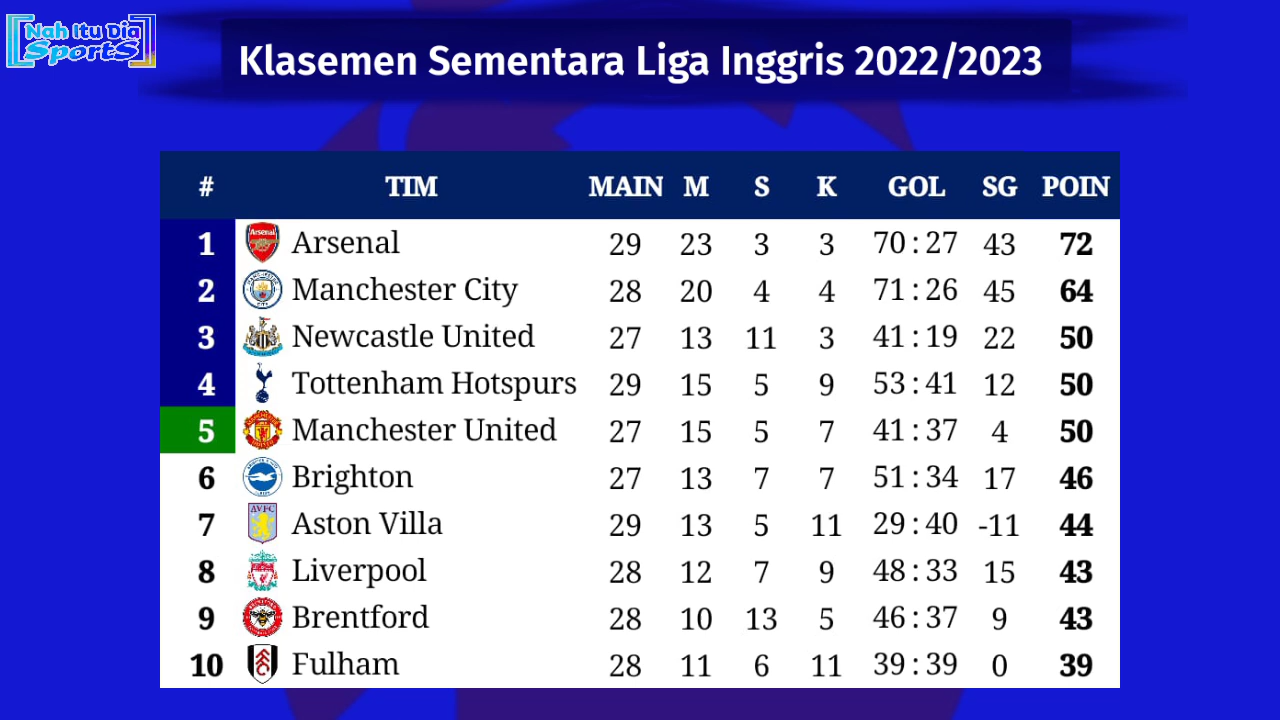 Nah Itu Dia
Sports
Klasemen Sementara Liga Inggris 2022/2023
# TIM MAIN M S K GOL SG POIN
1 Arsenal 29 23 3 3 70:27 43 72
2 Manchester City 28 20 4 4 71:26 45 64
3 Newcastle United 27 13 11 3 41:19 22 50
4 Tottenham Hotspurs 29 15 5 9 53:41 12 50
5 Manchester United 27 15 5 7 41:37 4 50
6 Brighton 27 13 7 7 51:34 17 46
7 Aston Villa 29 13 5 11 29:40 -11 44
8 Liverpool 28 12 7 9 48:33 15 43
9 Brentford 28 10 13 5 46:37 9 43
10 Fulham 28 11 6 11 39:39 0 39